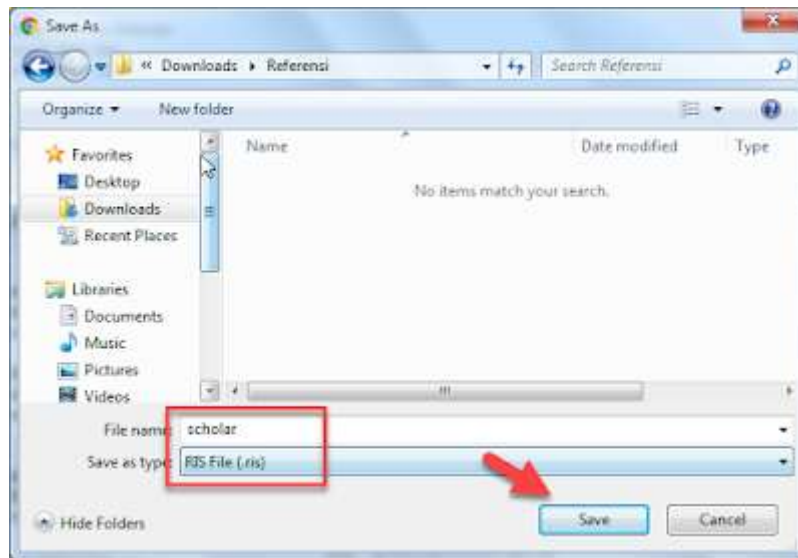 Save As
« Downloads ▸ Referensi
Search Referensi
Organize
New folder
Name
Date modified
Type
Favorites
No items match your search.
Desktop
Downloads
Recent Places
Libraries
Documents
Music
Pictures
Videos
File name: scholar
Save as type: RIS File (.ris)
Hide Folders
Save
Cancel